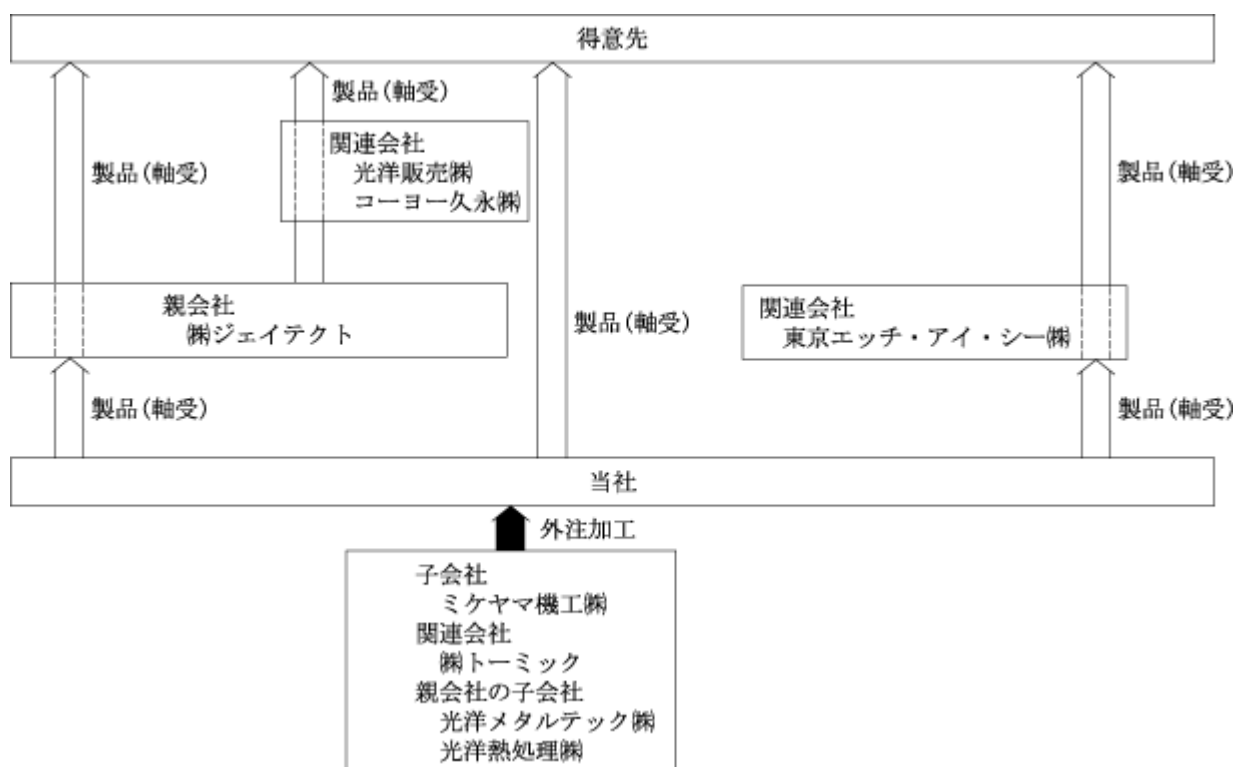 得意先
製品(軸受)
関連会社
光洋販売㈱
コーヨー久永㈱
製品(軸受)
製品(軸受)
親会社
㈱ジェイテクト
製品(軸受)
関連会社
東京エッチ・アイ・シー㈱
製品(軸受)
製品(軸受)
当社
外注加工
子会社
ミケヤマ機工㈱
関連会社
㈱トーミック
親会社の子会社
光洋メタルテック㈱
光洋熱処理㈱